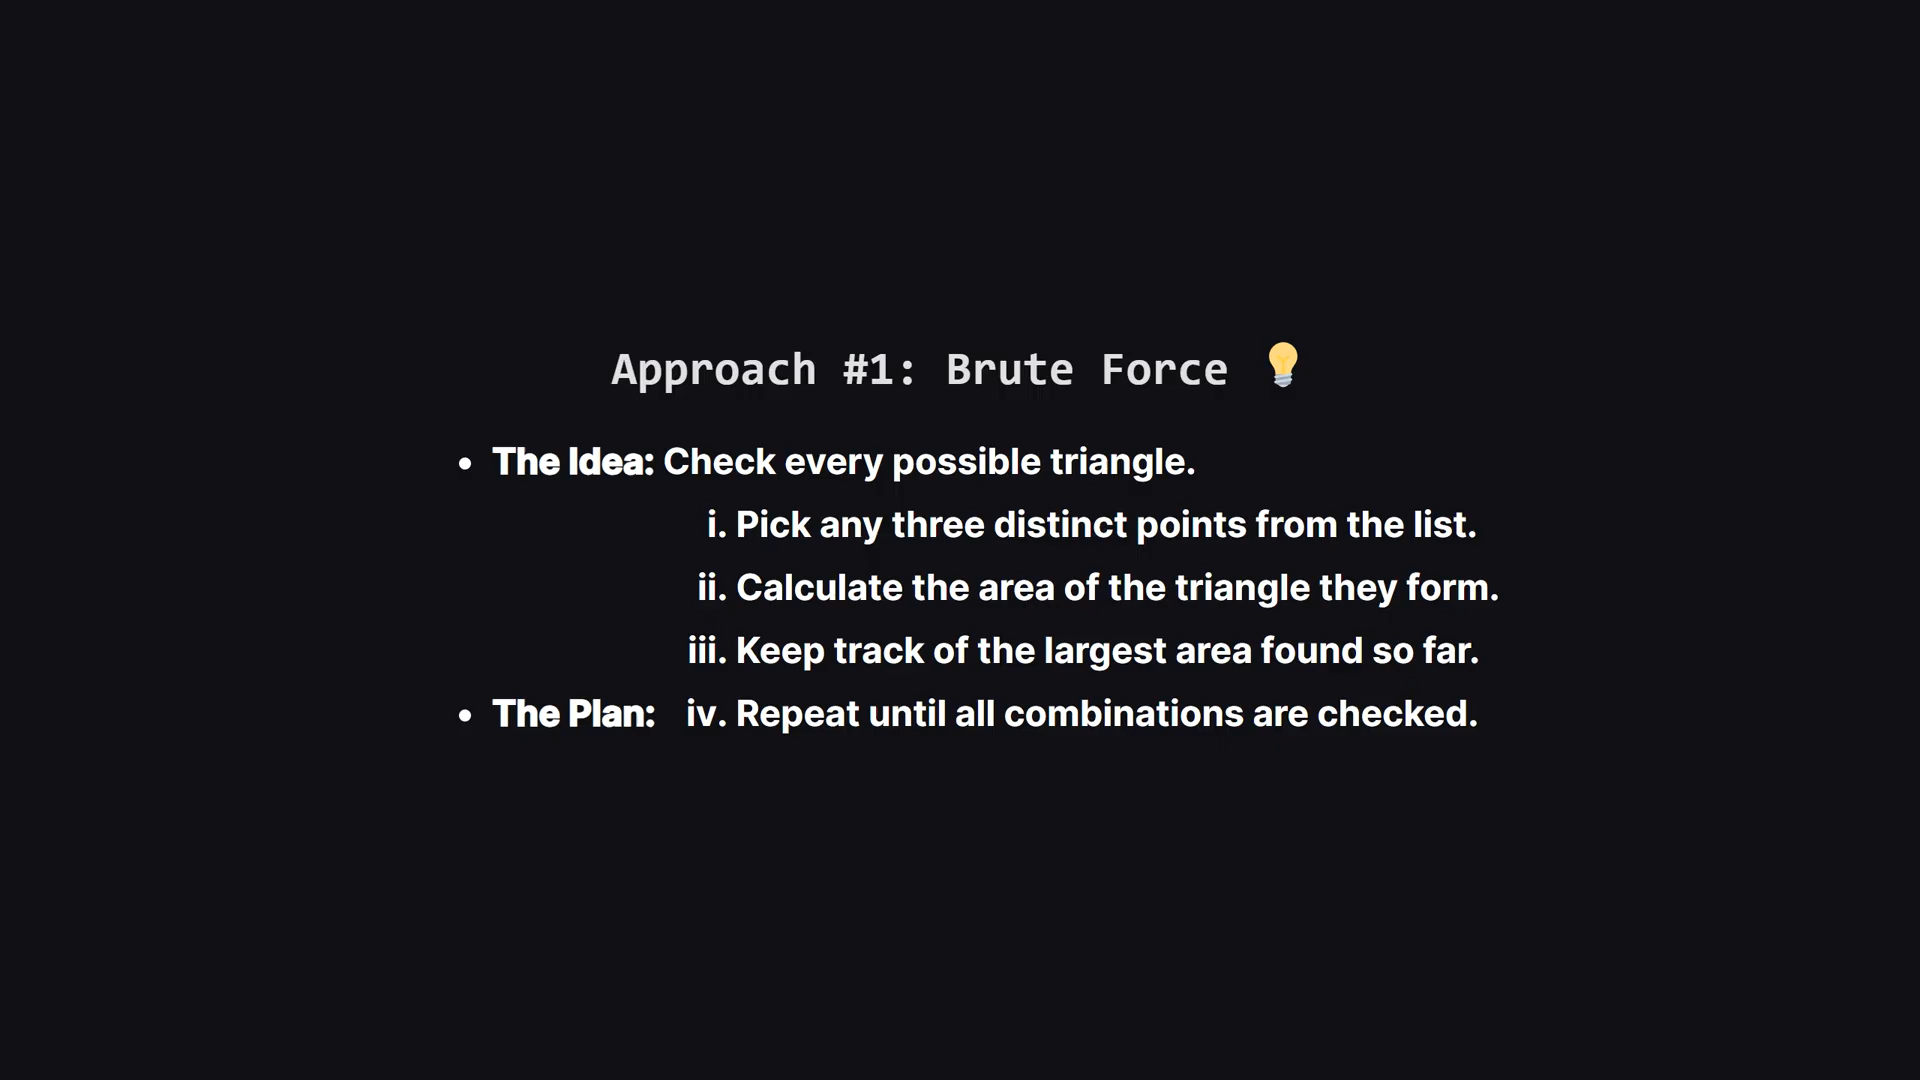 Approach #1: Brute Force 💡
• The Idea: Check every possible triangle.
i. Pick any three distinct points from the list.
ii. Calculate the area of the triangle they form.
iii. Keep track of the largest area found so far.
• The Plan: iv. Repeat until all combinations are checked.